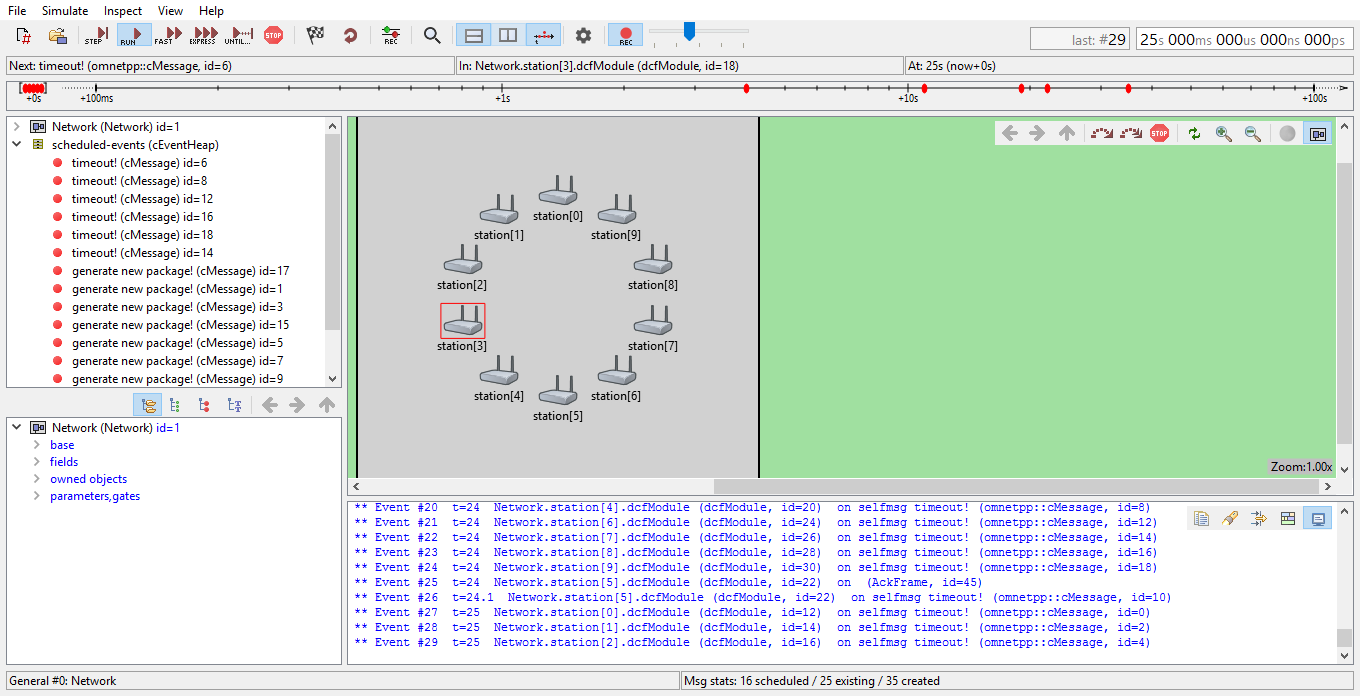 File Simulate Inspect View Help
STEP RUN FAST EXPRESS UNTIL... STOP REC REC last: #29 25s 000ms 000us 000ns 000ps
Next: timeout! (omnetpp::cMessage, id=6) In: Network.station[3].dcfModule (dcfModule, id=18) At: 25s (now+0s)
+0s +100ms +1s +10s +100s
Network (Network) id=1
scheduled-events (cEventHeap)
timeout! (cMessage) id=6
timeout! (cMessage) id=8
timeout! (cMessage) id=12
timeout! (cMessage) id=16
timeout! (cMessage) id=18
timeout! (cMessage) id=14
generate new package! (cMessage) id=17
generate new package! (cMessage) id=1
generate new package! (cMessage) id=3
generate new package! (cMessage) id=15
generate new package! (cMessage) id=5
generate new package! (cMessage) id=7
generate new package! (cMessage) id=9
Network (Network) id=1
base
fields
owned objects
parameters,gates
STOP
station[0]
station[1] station[9]
station[2] station[8]
station[3] station[7]
station[4] station[6]
station[5]
Zoom:1.00x
** Event #20 t=24 Network.station[4].dcfModule (dcfModule, id=20) on selfmsg timeout! (omnetpp::cMessage, id=8)
** Event #21 t=24 Network.station[6].dcfModule (dcfModule, id=24) on selfmsg timeout! (omnetpp::cMessage, id=12)
** Event #22 t=24 Network.station[7].dcfModule (dcfModule, id=26) on selfmsg timeout! (omnetpp::cMessage, id=14)
** Event #23 t=24 Network.station[8].dcfModule (dcfModule, id=28) on selfmsg timeout! (omnetpp::cMessage, id=16)
** Event #24 t=24 Network.station[9].dcfModule (dcfModule, id=30) on selfmsg timeout! (omnetpp::cMessage, id=18)
** Event #25 t=24 Network.station[5].dcfModule (dcfModule, id=22) on (AckFrame, id=45)
** Event #26 t=24.1 Network.station[5].dcfModule (dcfModule, id=22) on selfmsg timeout! (omnetpp::cMessage, id=10)
** Event #27 t=25 Network.station[0].dcfModule (dcfModule, id=12) on selfmsg timeout! (omnetpp::cMessage, id=0)
** Event #28 t=25 Network.station[1].dcfModule (dcfModule, id=14) on selfmsg timeout! (omnetpp::cMessage, id=2)
** Event #29 t=25 Network.station[2].dcfModule (dcfModule, id=16) on selfmsg timeout! (omnetpp::cMessage, id=4)
General #0: Network Msg stats: 16 scheduled / 25 existing / 35 created